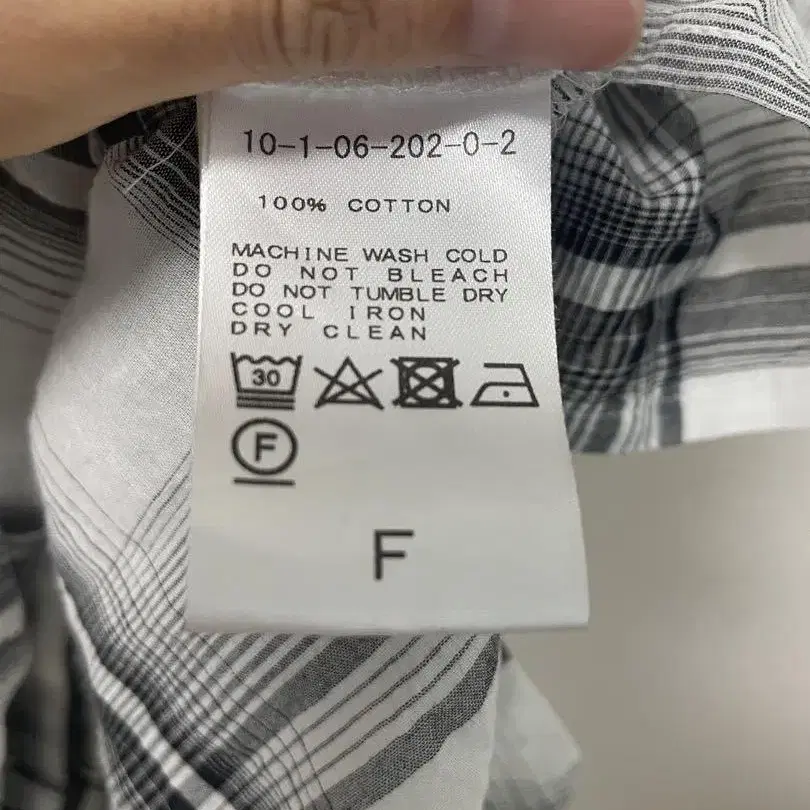 10-1-06-202-0-2
100% COTTON
MACHINE WASH COLD
DO NOT BLEACH
DO NOT TUMBLE DRY
COOL IRON
DRY CLEAN
30
F
F